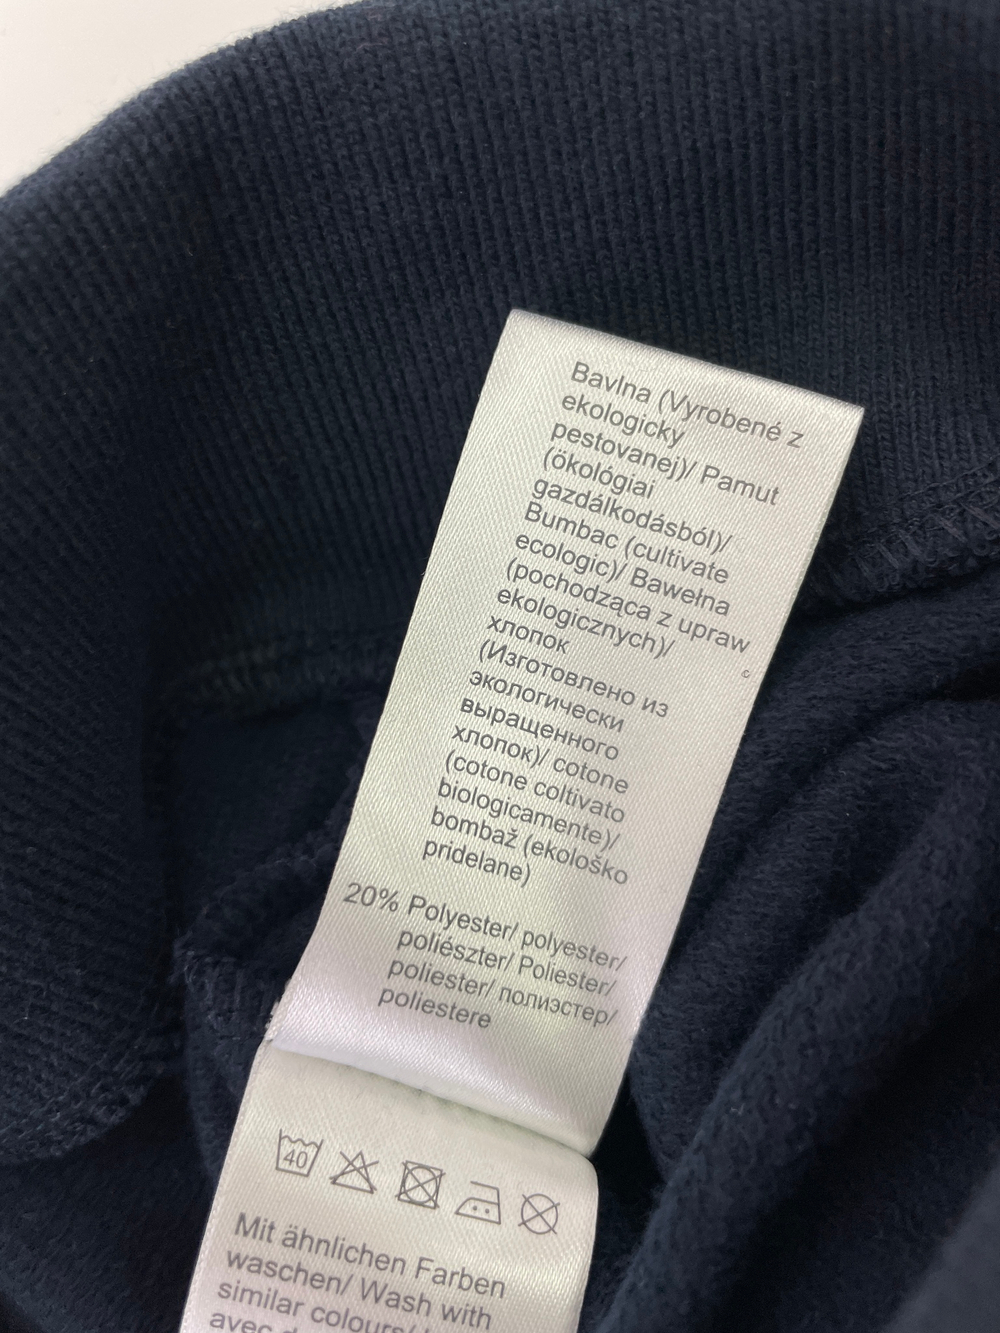 Bavlna (Vyrobené z
ekologicky
pestovanej)/ Pamut
(ökológiai
gazdálkodásból)/
Bumbac (cultivate
ecologic)/ Bawełna
(pochodząca z upraw
ekologicznych)/
хлопок
(Изготовлено из
экологически
выращенного
хлопок)/ cotone
(cotone coltivato
biologicamente)/
bombaž (ekološko
pridelane)
20% Polyester/ polyester/
poliészter/ Poliester/
poliester/ полиэстер/
poliestere
40
Mit ähnlichen Farben
waschen/ Wash with
similar colours/
avec